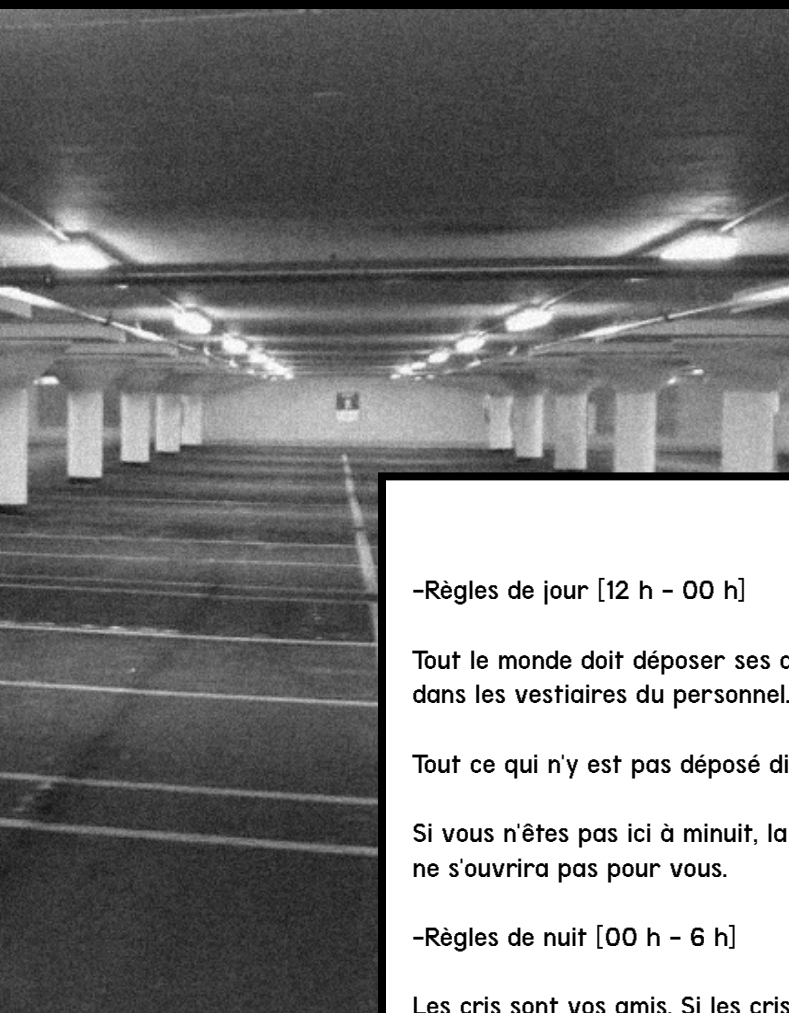 -Règles de jour [12 h - 00 h]
Tout le monde doit déposer ses
dans les vestiaires du personnel.
Tout ce qui n'y est pas déposé
Si vous n'êtes pas ici à minuit, la
ne s'ouvrira pas pour vous.
-Règles de nuit [00 h - 6 h]
Les cris sont vos amis. Si les cris